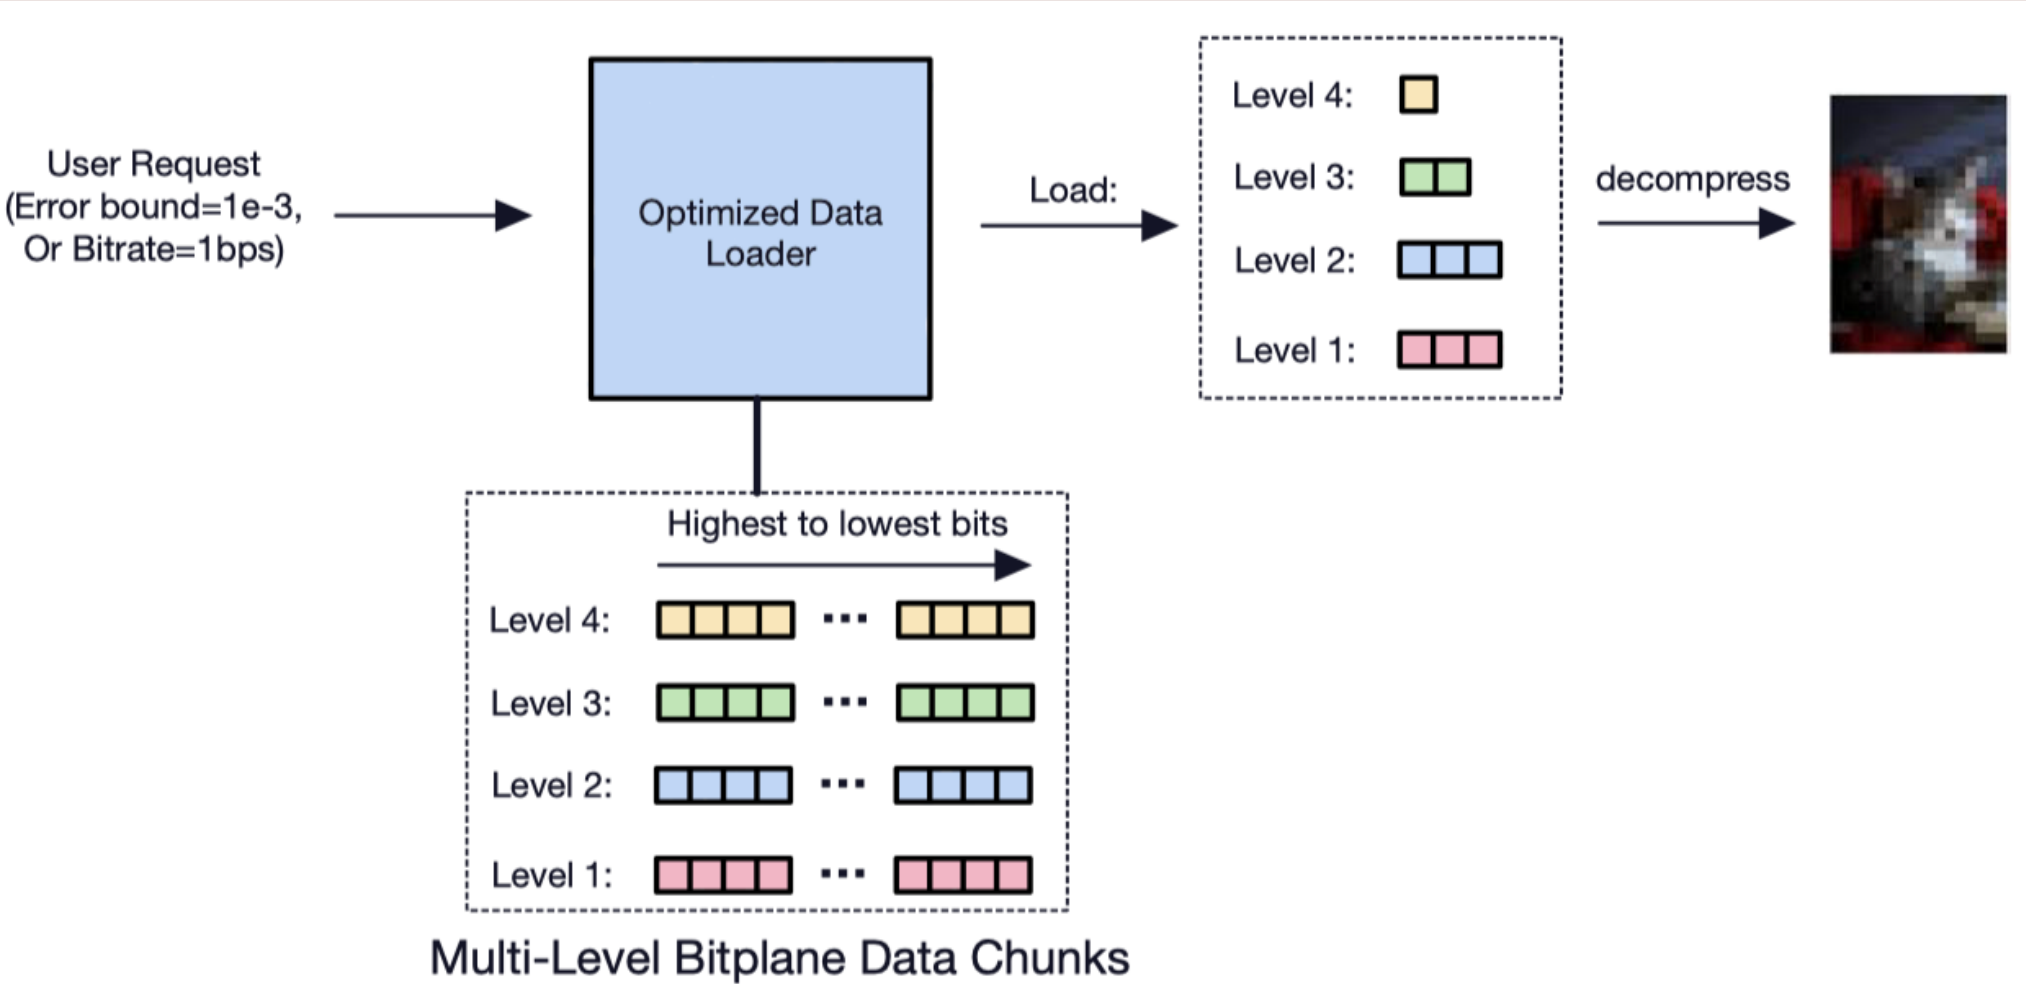 User Request
(Error bound=1e-3,
Or Bitrate=1bps)
Optimized Data
Loader
Load:
Level 4:
Level 3:
Level 2:
Level 1:
decompress
Highest to lowest bits
Level 4:
...
Level 3:
...
Level 2:
...
Level 1:
...
Multi-Level Bitplane Data Chunks